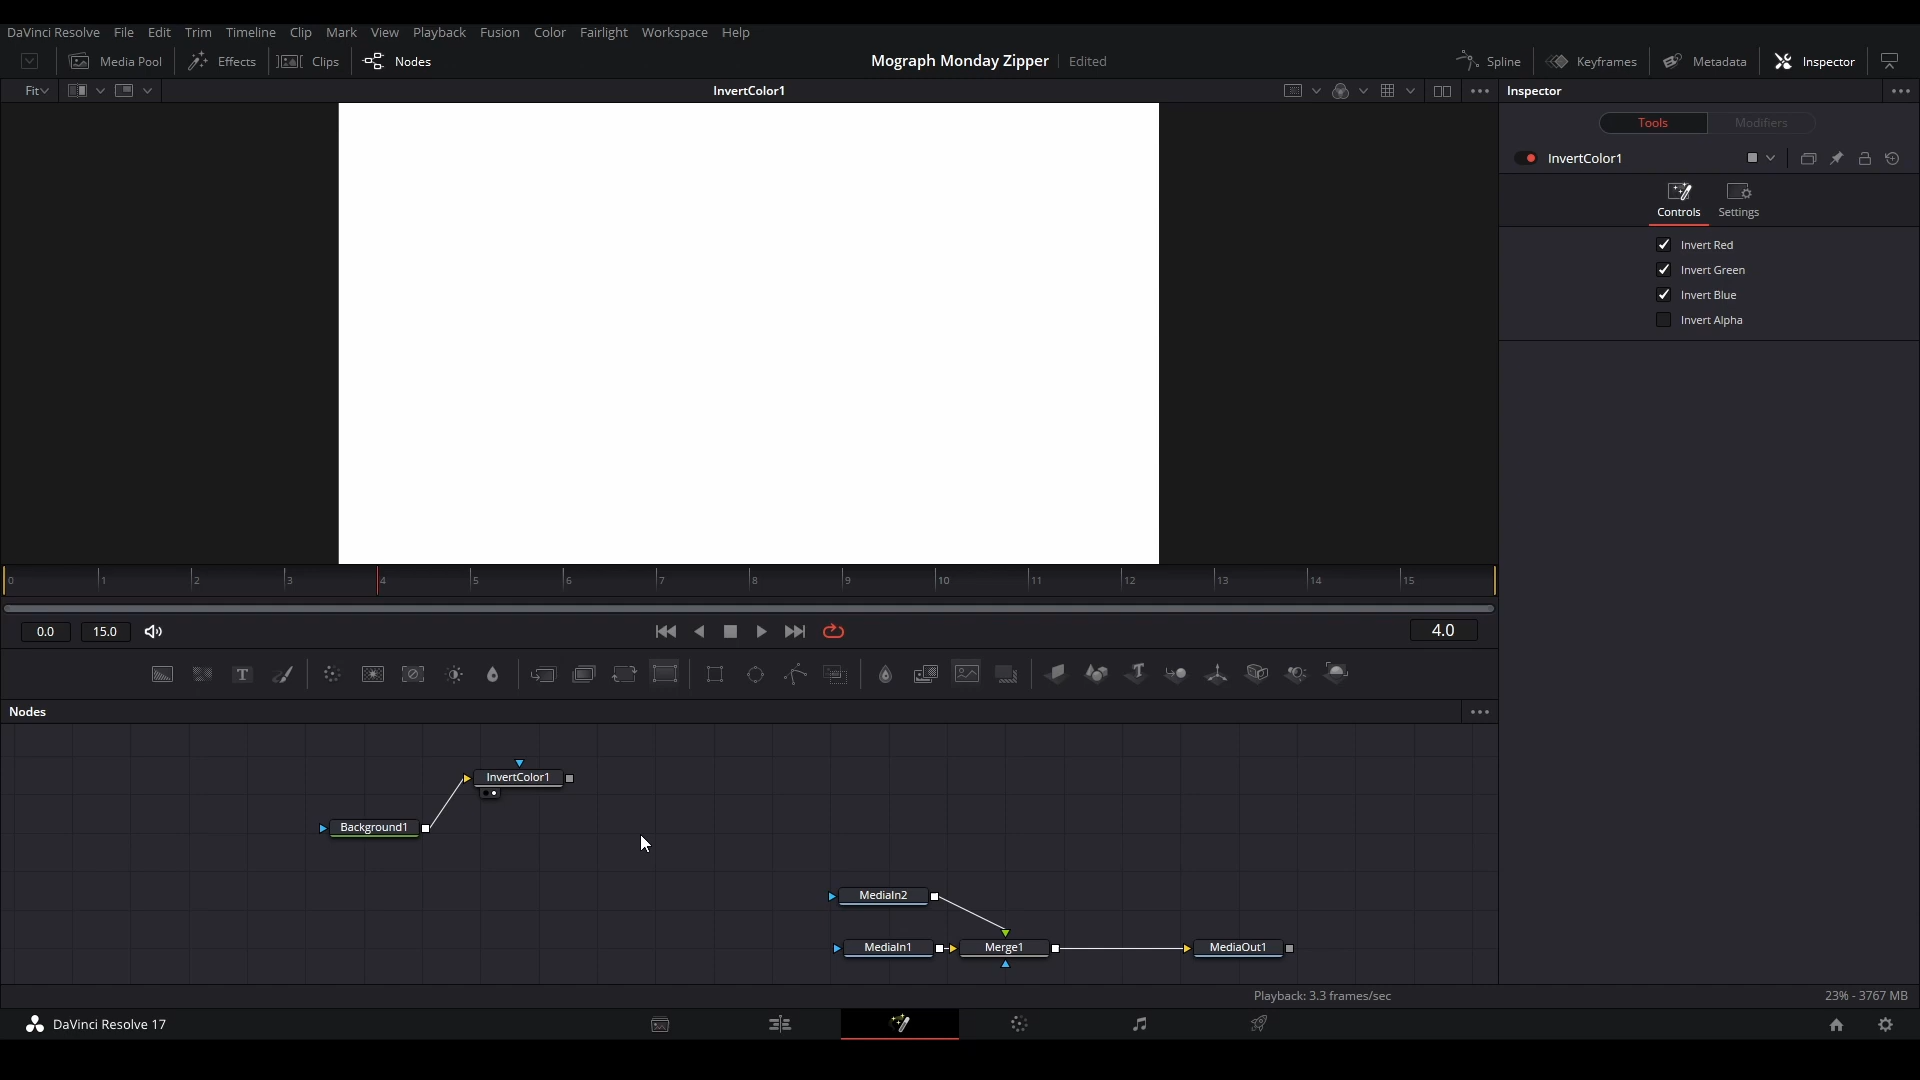 DaVinci Resolve File Edit Trim Timeline Clip Mark View Playback Fusion Color Fairlight Workspace Help
Media Pool Effects Clips Nodes Mograph Monday Zipper Edited Spline Keyframes Metadata Inspector
Fit InvertColor1 Inspector
Tools Modifiers
InvertColor1
Controls Settings
Invert Red
Invert Green
Invert Blue
Invert Alpha
0 1 2 3 4 5 6 7 8 9 10 11 12 13 14 15
0.0 15.0 4.0
Nodes
InvertColor1
Background1
MediaIn2
MediaIn1 Merge1 MediaOut1
Playback: 3.3 frames/sec 23% - 3767 MB
DaVinci Resolve 17